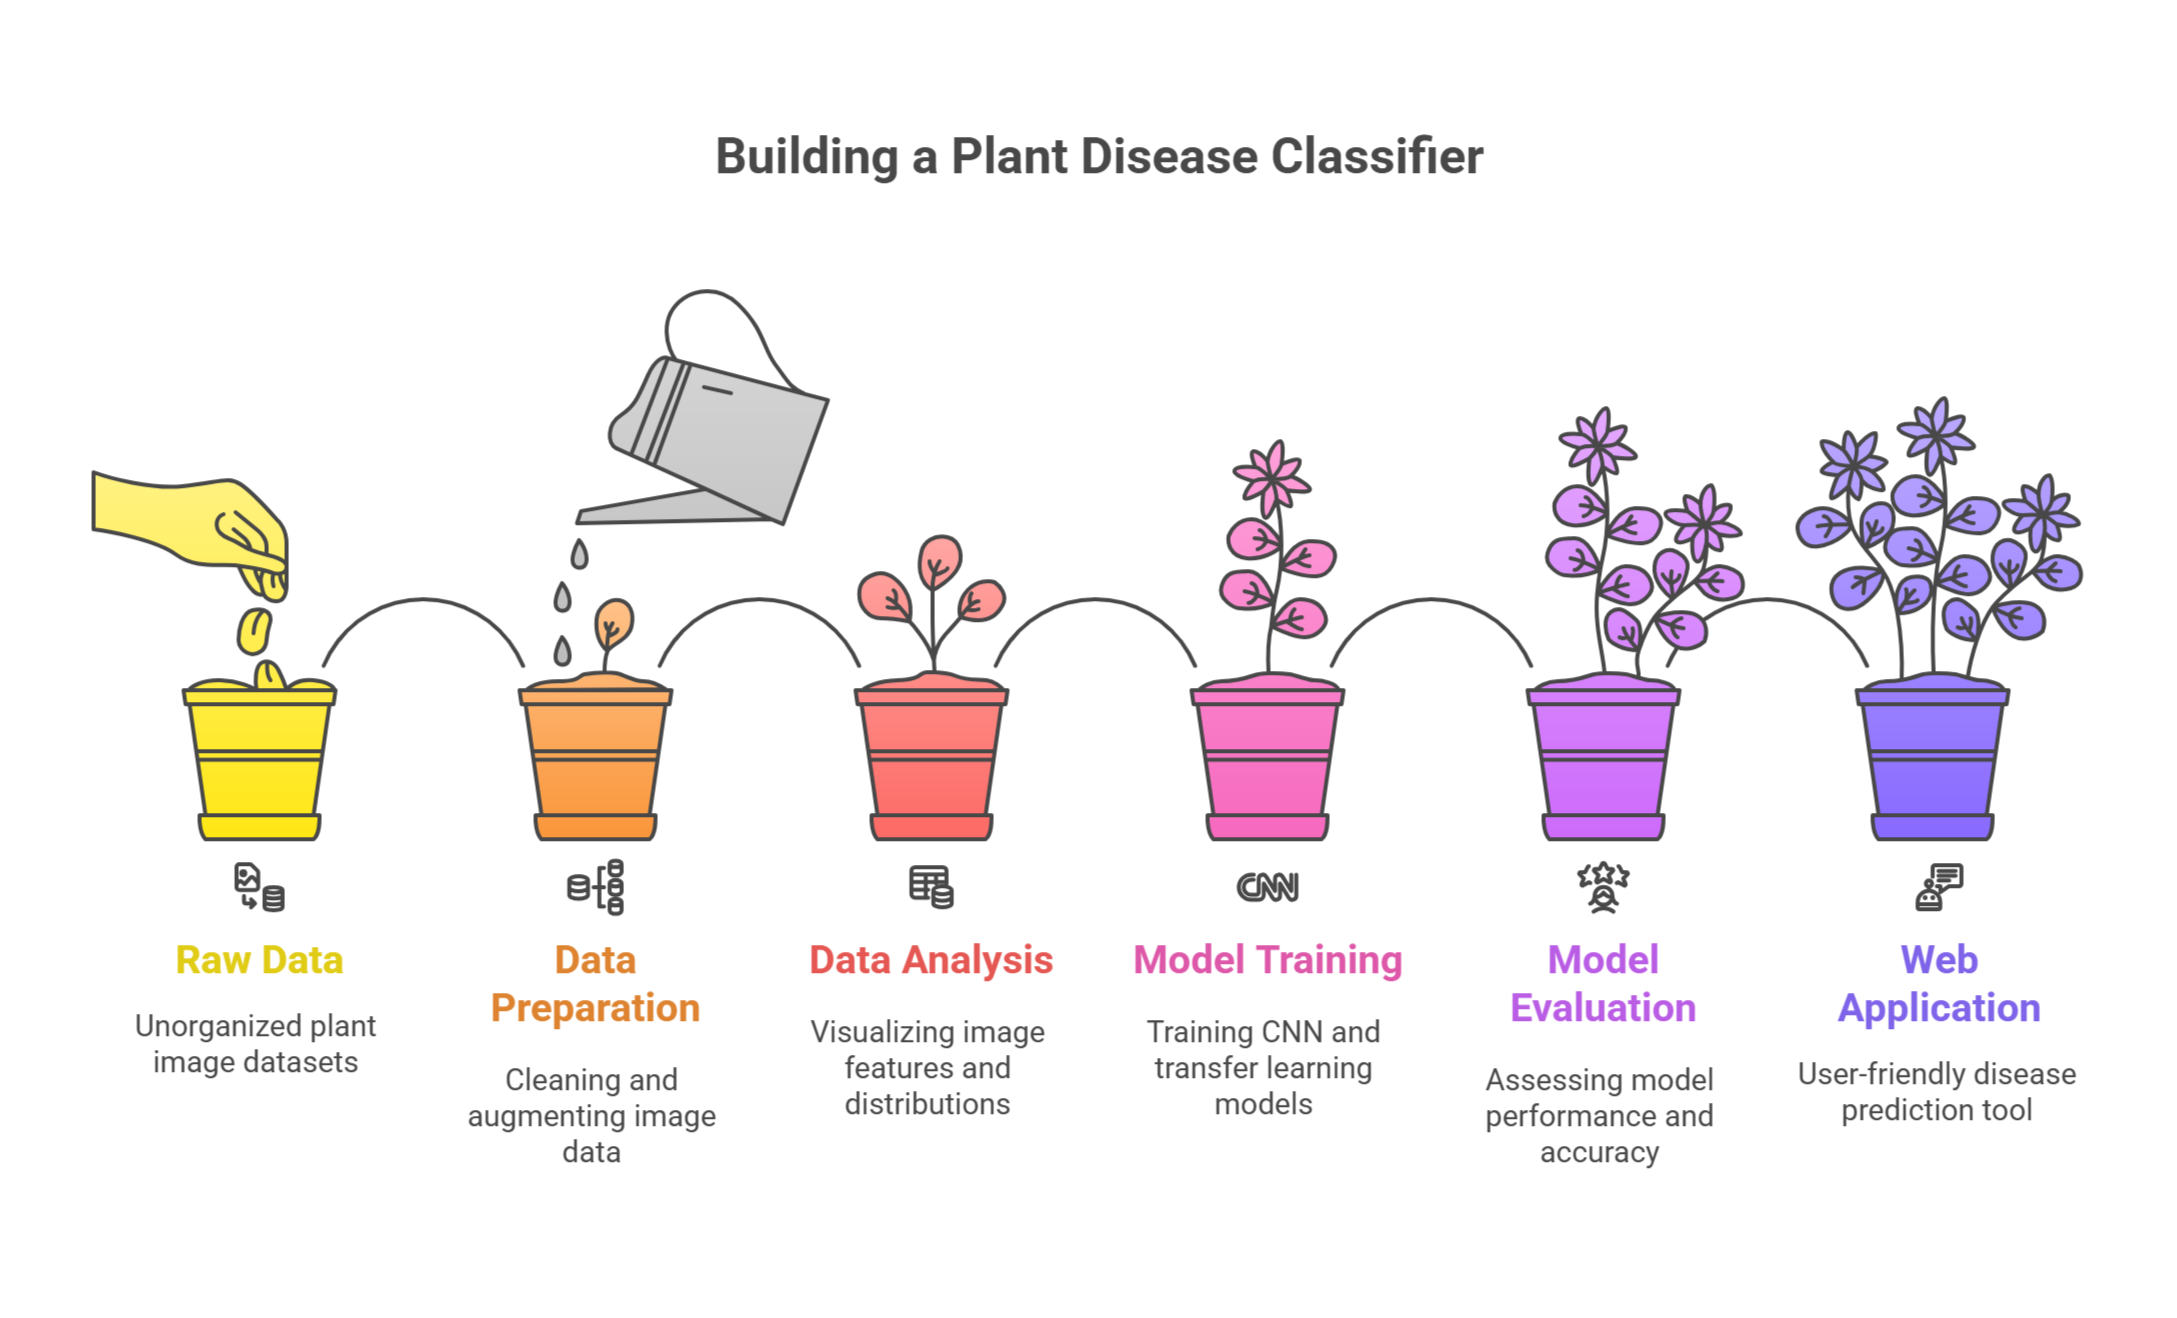 Building a Plant Disease Classifier
CNN
Raw Data
Unorganized plant
image datasets
Data
Preparation
Cleaning and
augmenting image
data
Data Analysis
Visualizing image
features and
distributions
Model Training
Training CNN and
transfer learning
models
Model
Evaluation
Assessing model
performance and
accuracy
Web
Application
User-friendly disease
prediction tool